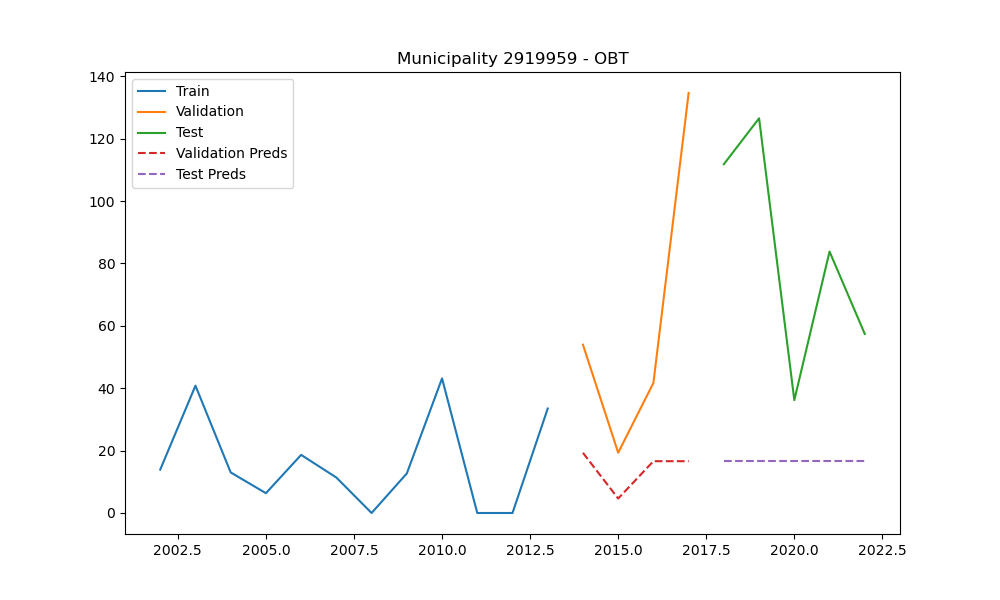 Municipality 2919959 - OBT
Train
Validation
Test
Validation Preds
Test Preds
140
120
100
80
60
40
20
0
2002.5 2005.0 2007.5 2010.0 2012.5 2015.0 2017.5 2020.0 2022.5